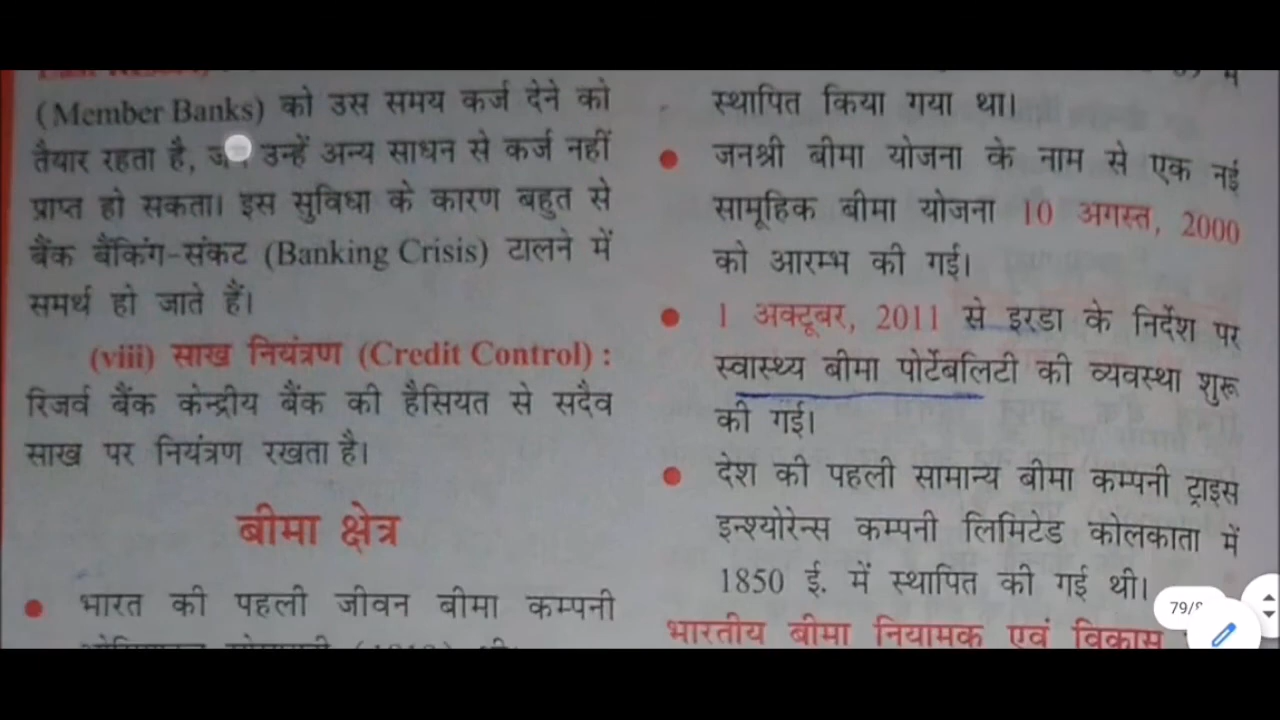 (Member Banks) को उस समय कर्ज देने को
तैयार रहता है, उन्हें अन्य साधन से कर्ज नहीं
प्राप्त हो सकता। इस सुविधा के कारण बहुत से
बैंक बैंकिंग-संकट (Banking Crisis) टालने में
समर्थ हो जाते हैं।
(viii) साख नियंत्रण (Credit Control) :
रिजर्व बैंक केन्द्रीय बैंक की हैसियत से सदैव
साख पर नियंत्रण रखता है।
बीमा क्षेत्र
● भारत की पहली जीवन बीमा कम्पनी
में
स्थापित किया गया था।
● जनश्री बीमा योजना के नाम से एक नई
सामूहिक बीमा योजना 10 अगस्त, 2000
को आरम्भ की गई।
● 1 अक्टूबर, 2011 से इरडा के निर्देश पर
स्वास्थ्य बीमा पोर्टेबलिटी की व्यवस्था शुरू
की गई।
● देश की पहली सामान्य बीमा कम्पनी ट्राइस
इन्श्योरेन्स कम्पनी लिमिटेड कोलकाता में
1850 ई. में स्थापित की गई थी।
भारतीय बीमा नियामक एवं विकास
79/